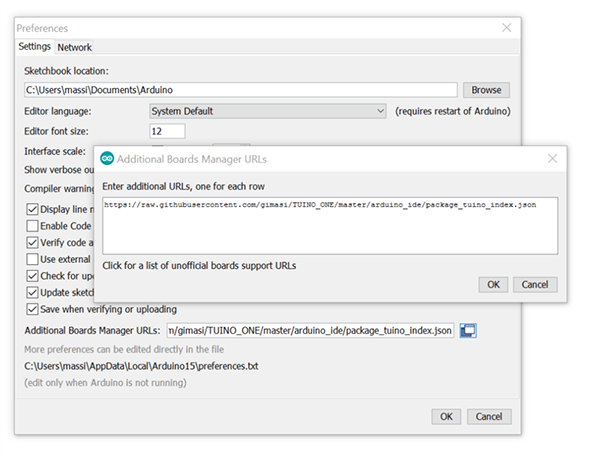 Preferences
Settings Network
Sketchbook location:
C:\Users\massi\Documents\Arduino Browse
Editor language: System Default (requires restart of Arduino)
Editor font size: 12
Interface scale:
Show verbose ou
Compiler warning
Display line n
Enable Code
Verify code a
Use external
Check for upd
Update sketc
Save when verifying or uploading
Additional Boards Manager URLs
Enter additional URLs, one for each row
https://raw.githubusercontent.com/gimasi/TUINO_ONE/master/arduino_ide/package_tuino_index.json
Click for a list of unofficial boards support URLs
OK Cancel
Additional Boards Manager URLs: n/gimasi/TUINO_ONE/master/arduino_ide/package_tuino_index.json
More preferences can be edited directly in the file
C:\Users\massi\AppData\Local\Arduino15\preferences.txt
(edit only when Arduino is not running)
OK Cancel